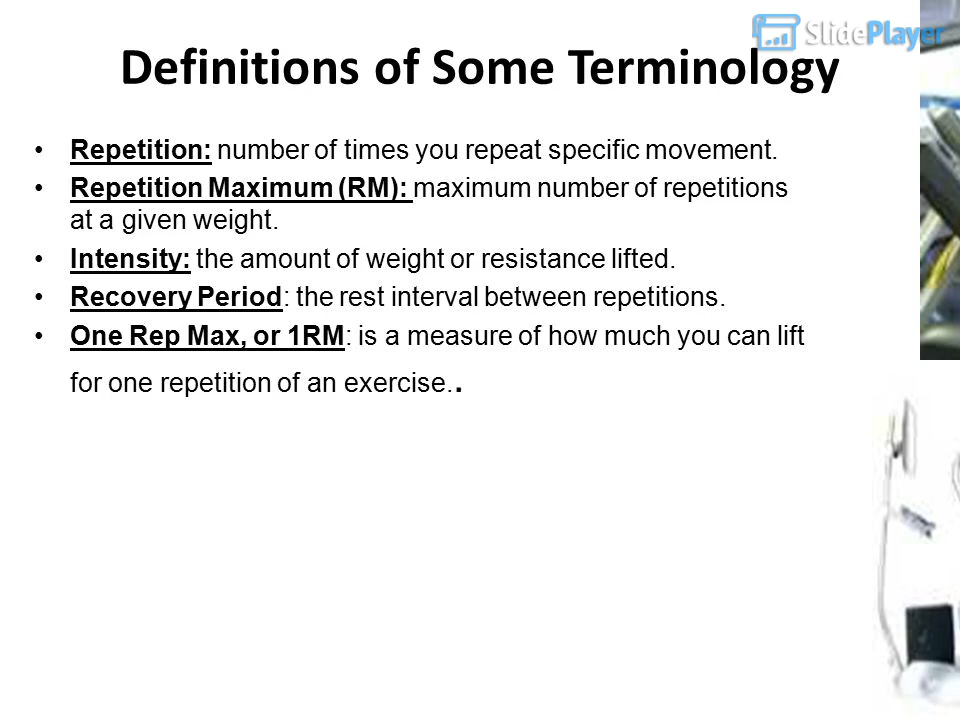 SlidePlayer
Definitions of Some Terminology
• Repetition: number of times you repeat specific movement.
• Repetition Maximum (RM): maximum number of repetitions
at a given weight.
• Intensity: the amount of weight or resistance lifted.
• Recovery Period: the rest interval between repetitions.
• One Rep Max, or 1RM: is a measure of how much you can lift
for one repetition of an exercise..